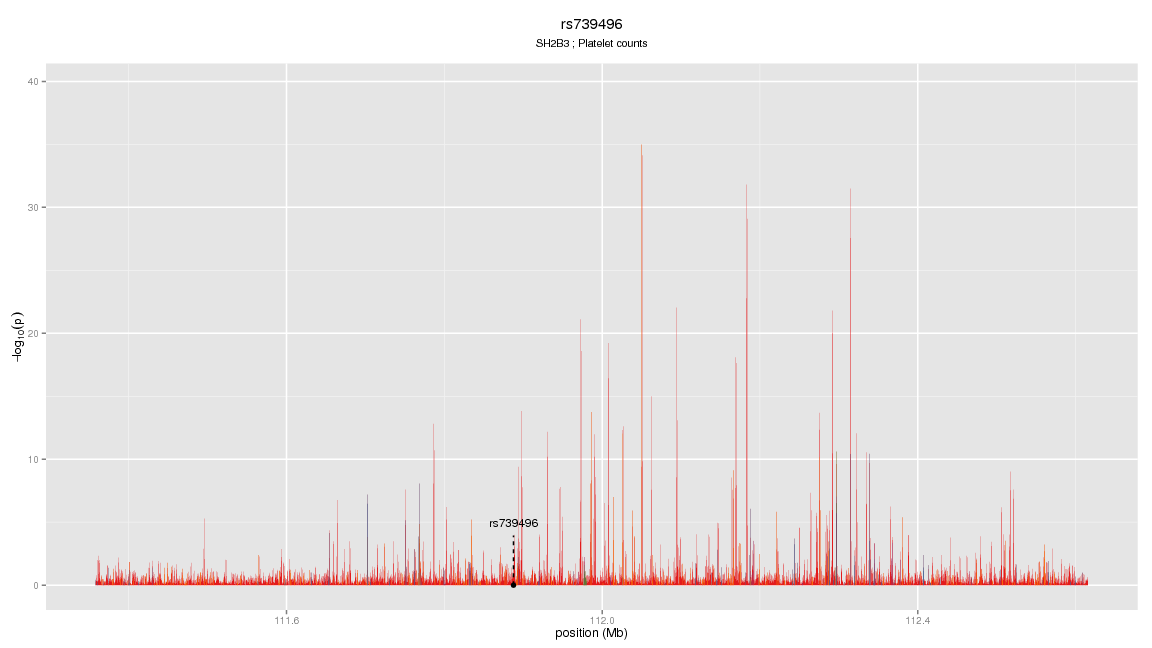 rs739496
SH2B3 ; Platelet counts
40
30
20
10
0
−log10(p)
rs739496
111.6
112.0
112.4
position (Mb)